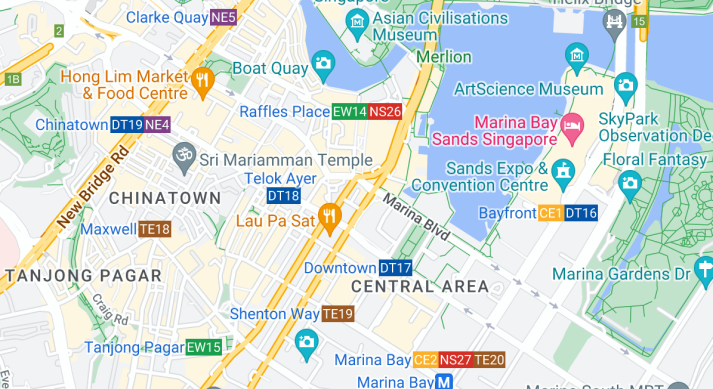 Clarke Quay NE5
Singapore
Asian Civilisations
Museum
Helix Bridge
2
15
Merlion
Boat Quay
1B
Hong Lim Market
& Food Centre
ArtScience Museum
Raffles Place EW14 NS26
Chinatown DT19 NE4
Marina Bay
Sands Singapore
SkyPark
Observation De
New Bridge Rd
Sri Mariamman Temple
Telok Ayer
DT18
Sands Expo &
Convention Centre
Floral Fantasy
CHINATOWN
Marina Blvd
Lau Pa Sat
Bayfront CE1 DT16
Maxwell TE18
TANJONG PAGAR
Downtown DT17
CENTRAL AREA
Marina Gardens Dr
Craig Rd
Shenton Way TE19
Tanjong Pagar EW15
Marina Bay CE2 NS27 TE20
Marina Bay M
Marina South MRT